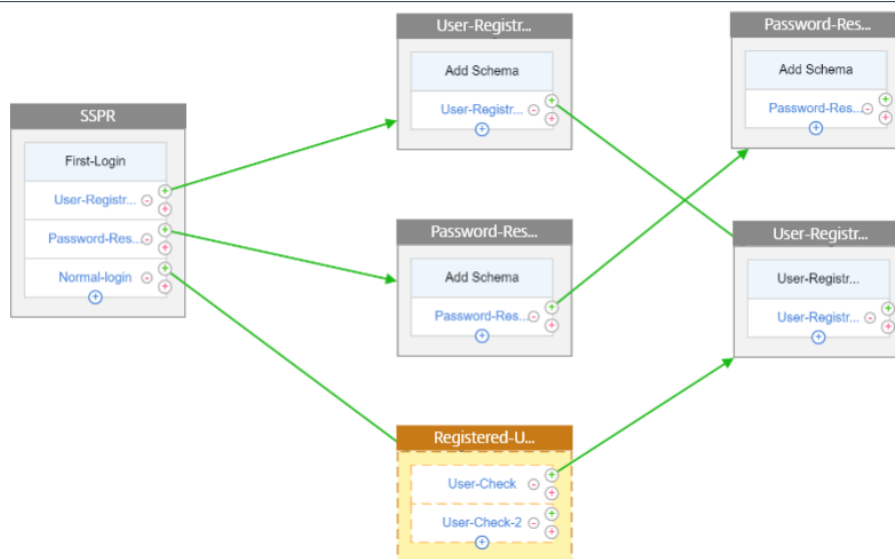 SSPR
First-Login
User-Registr...
Password-Res...
Normal-login
User-Registr...
Add Schema
User-Registr...
Password-Res...
Add Schema
Password-Res...
Registered-U...
User-Check
User-Check-2
Password-Res...
Add Schema
Password-Res...
User-Registr...
User-Registr...
User-Registr...